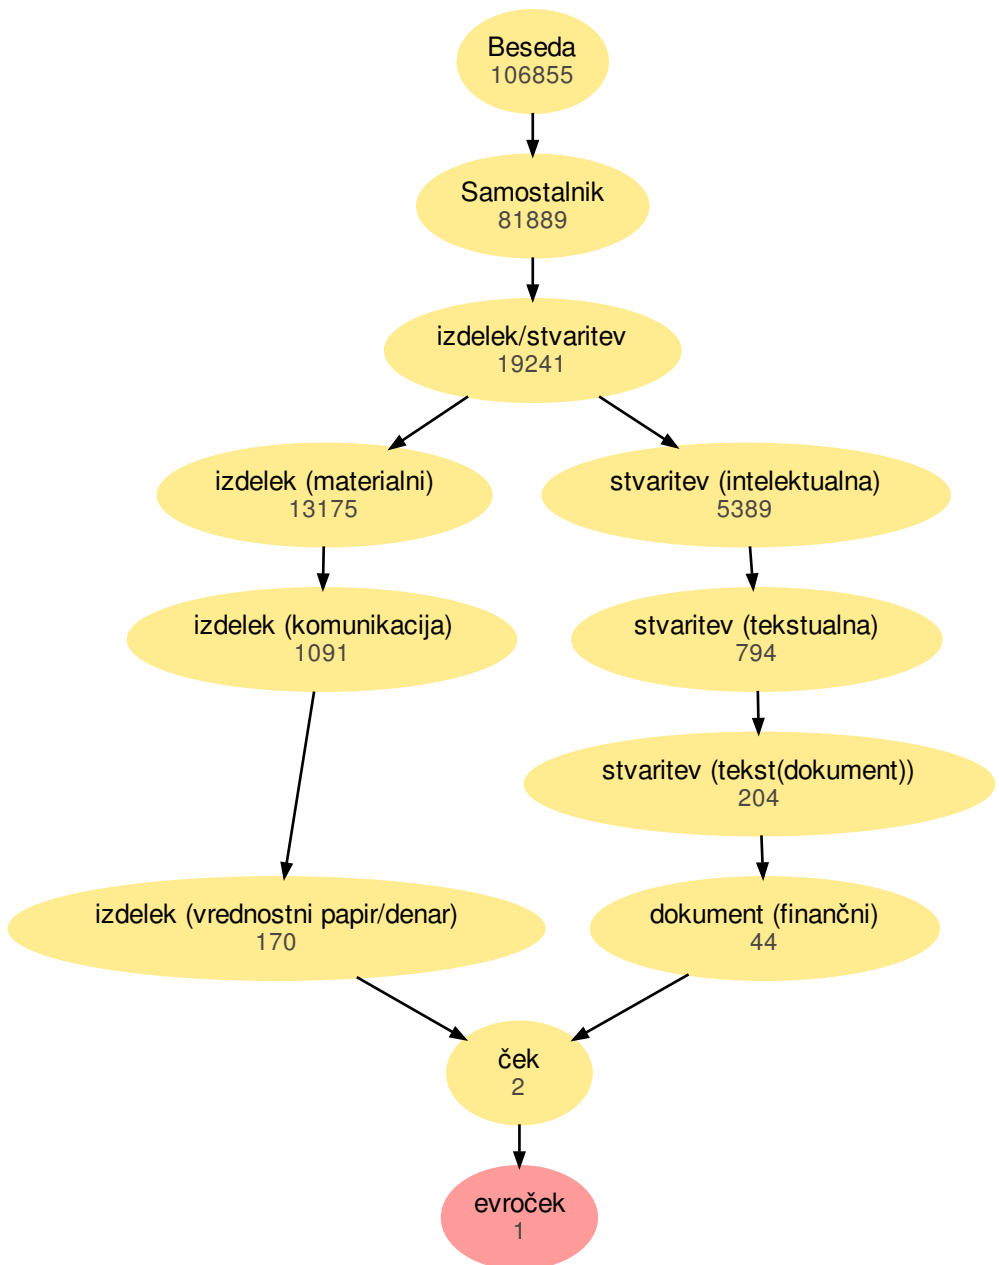 Beseda
106855
Samostalnik
81889
izdelek/stvaritev
19241
izdelek (materialni)
13175
stvaritev (intelektualna)
5389
izdelek (komunikacija)
1091
stvaritev (tekstualna)
794
stvaritev (tekst(dokument))
204
izdelek (vrednostni papir/denar)
170
dokument (finančni)
44
ček
2
evroček
1